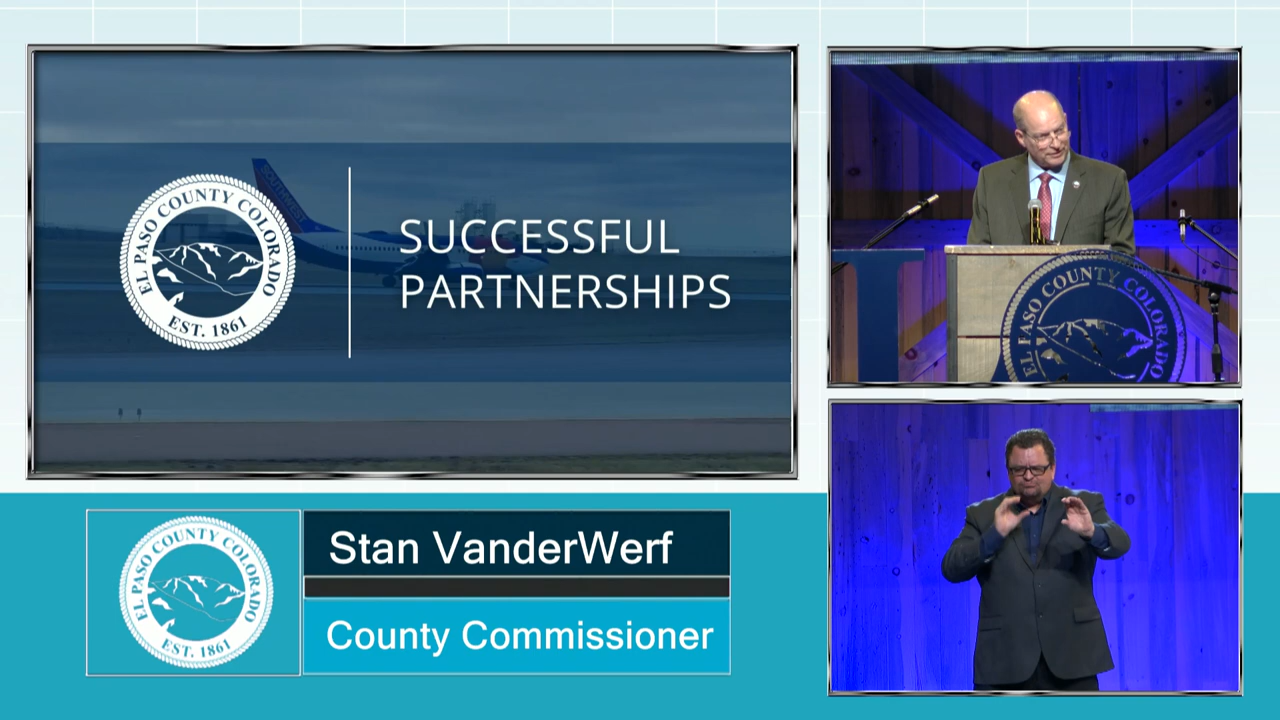 EL PASO COUNTY COLORADO
EST. 1861
SOUTHWEST
SUCCESSFUL
PARTNERSHIPS
EL PASO COUNTY COLORADO
EL PASO COUNTY COLORADO
EST. 1861
Stan VanderWerf
County Commissioner